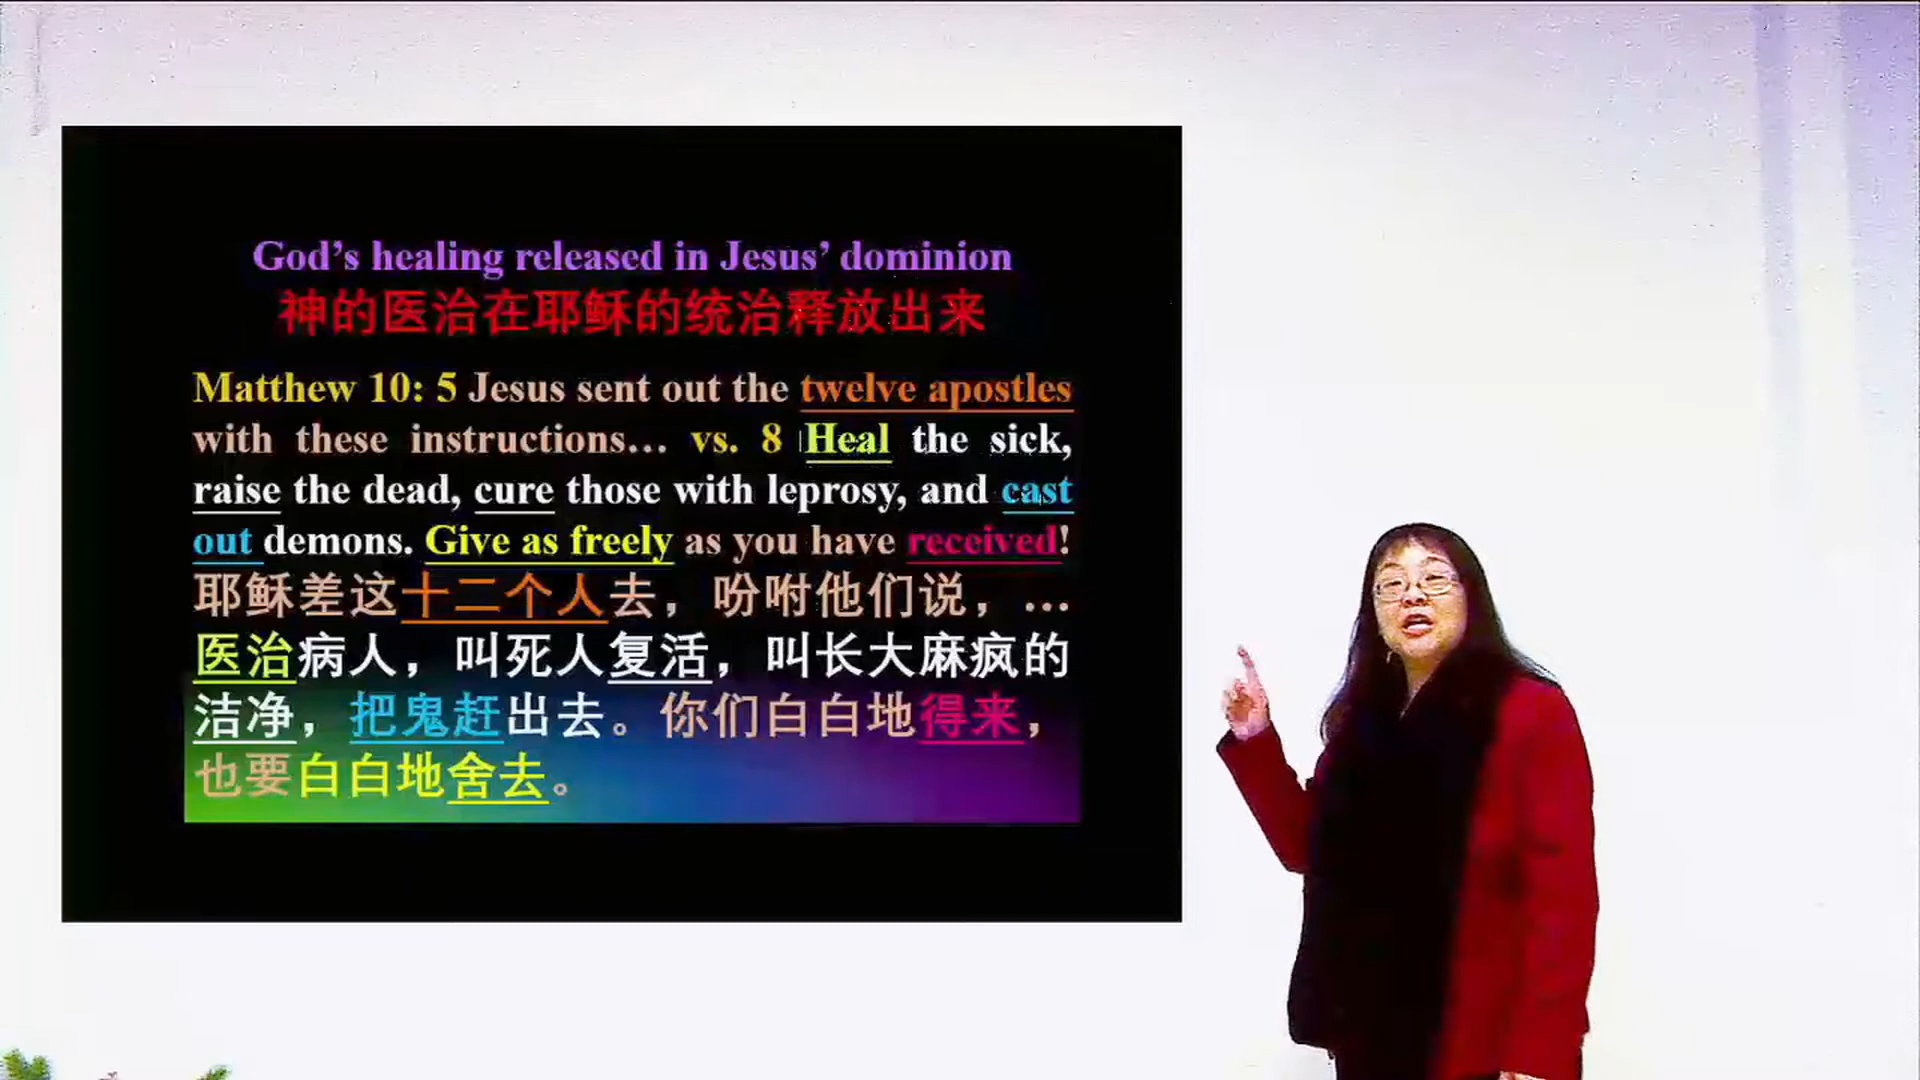 God’s healing released in Jesus’ dominion
神的医治在耶稣的统治释放出来
Matthew 10: 5 Jesus sent out the twelve apostles
with these instructions… vs. 8 Heal the sick,
raise the dead, cure those with leprosy, and cast
out demons. Give as freely as you have received!
耶稣差这十二个人去，吩咐他们说，…
医治病人，叫死人复活，叫长大麻疯的
洁净，把鬼赶出去。你们白白地得来，
也要白白地舍去。